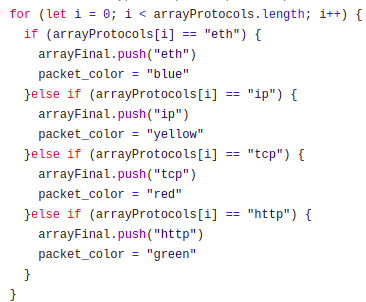 for (let i = 0; i < arrayProtocols.length; i++) {
  if (arrayProtocols[i] == "eth") {
    arrayFinal.push("eth")
    packet_color = "blue"
  }else if (arrayProtocols[i] == "ip") {
    arrayFinal.push("ip")
    packet_color = "yellow"
  }else if (arrayProtocols[i] == "tcp") {
    arrayFinal.push("tcp")
    packet_color = "red"
  }else if (arrayProtocols[i] == "http") {
    arrayFinal.push("http")
    packet_color = "green"
  }
}